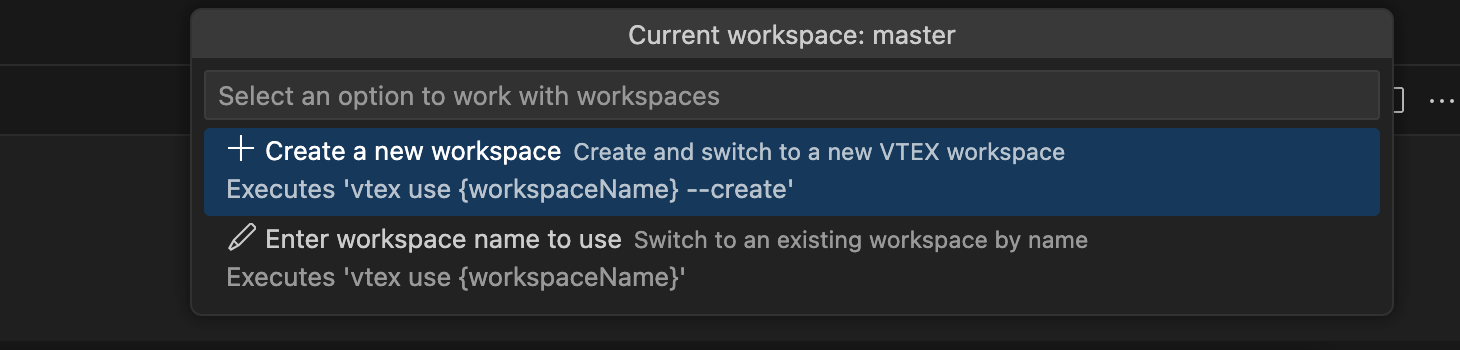 Current workspace: master
Select an option to work with workspaces
Create a new workspace Create and switch to a new VTEX workspace
Executes 'vtex use {workspaceName} --create'
Enter workspace name to use Switch to an existing workspace by name
Executes 'vtex use {workspaceName}'